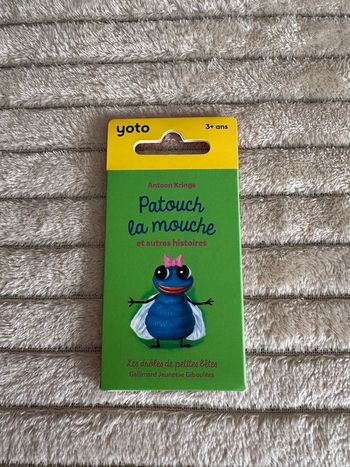 yoto 3+ ans
Antoon Krings
Patouch
la mouche
et autres histoires
Les drôles de petites bêtes
Gallimard Jeunesse Giboulées